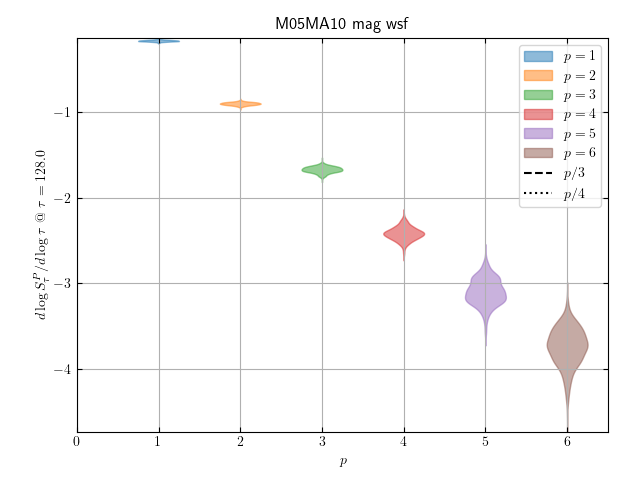 M05MA10 mag wsf
d log S_τ^P / d log τ @ τ = 128.0
−1
−2
−3
−4
0 1 2 3 4 5 6
p
p = 1
p = 2
p = 3
p = 4
p = 5
p = 6
p/3
p/4